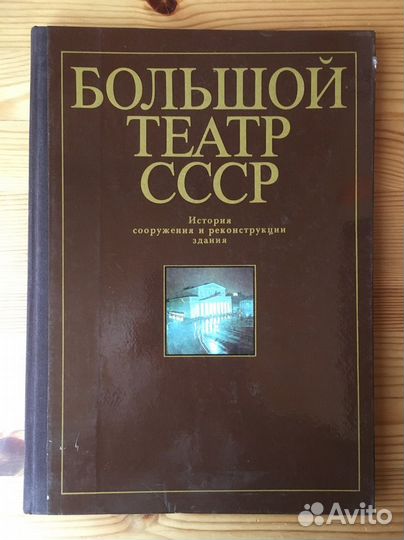 БОЛЬШОЙ
ТЕАТР
СССР
История
сооружения и реконструкции
здания
Avito